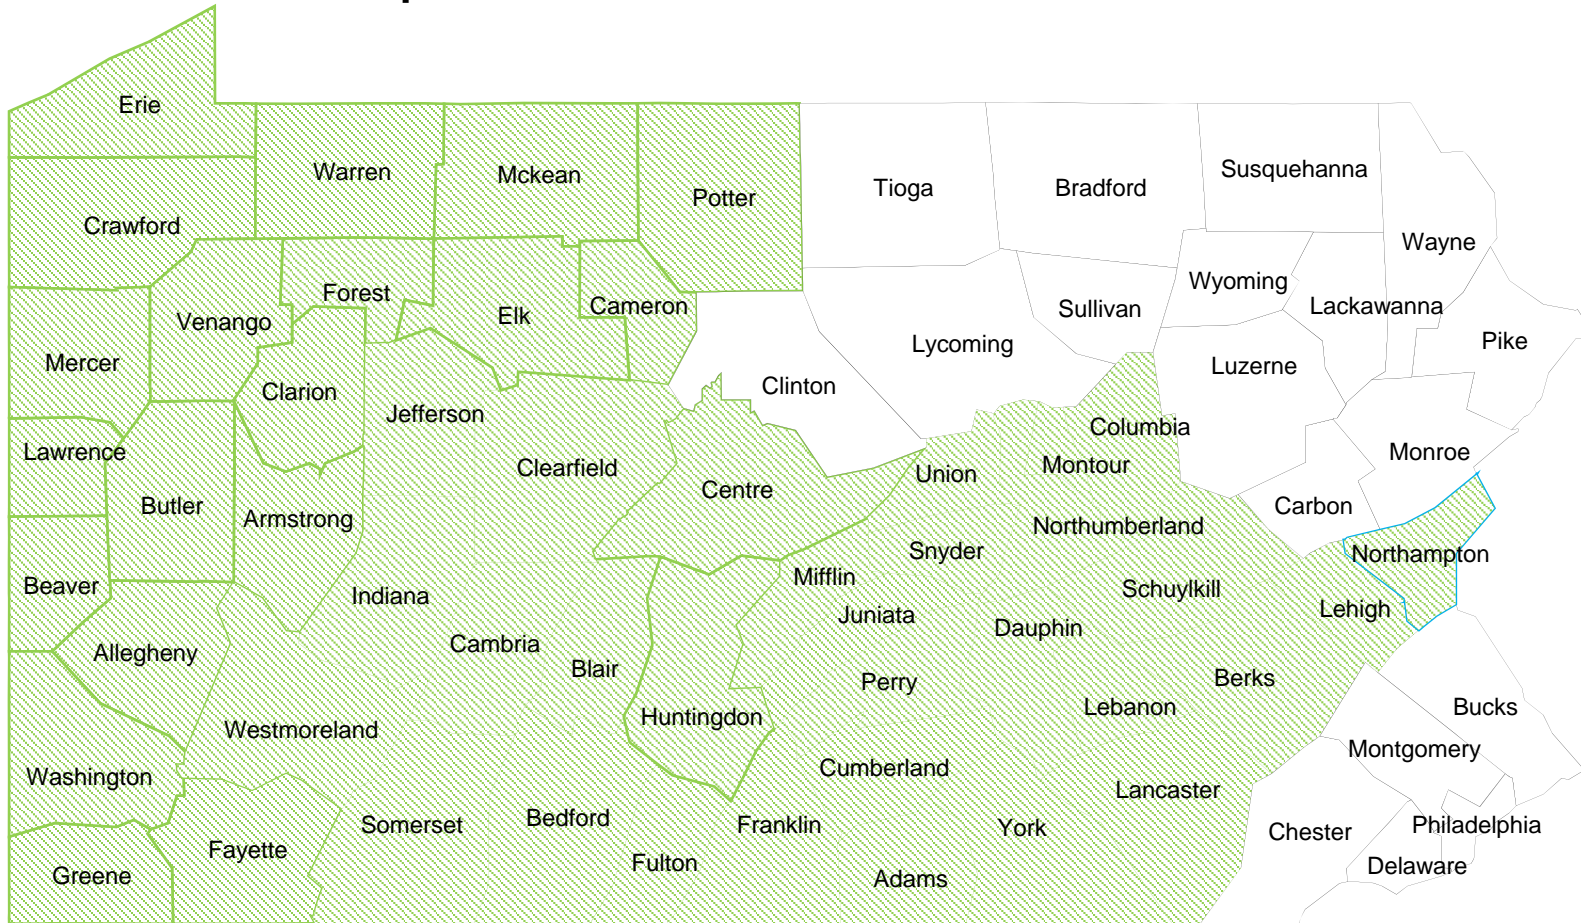 Erie
Warren
Mckean
Potter
Tioga
Bradford
Susquehanna
Crawford
Wayne
Forest
Venango
Elk
Cameron
Sullivan
Wyoming
Lackawanna
Mercer
Lycoming
Luzerne
Pike
Clarion
Clinton
Jefferson
Columbia
Lawrence
Clearfield
Centre
Union
Montour
Monroe
Butler
Armstrong
Northumberland
Carbon
Snyder
Northampton
Beaver
Indiana
Mifflin
Juniata
Schuylkill
Lehigh
Dauphin
Allegheny
Cambria
Blair
Perry
Berks
Huntingdon
Lebanon
Bucks
Westmoreland
Montgomery
Washington
Cumberland
Lancaster
Somerset
Bedford
Franklin
York
Chester
Philadelphia
Fayette
Fulton
Delaware
Greene
Adams